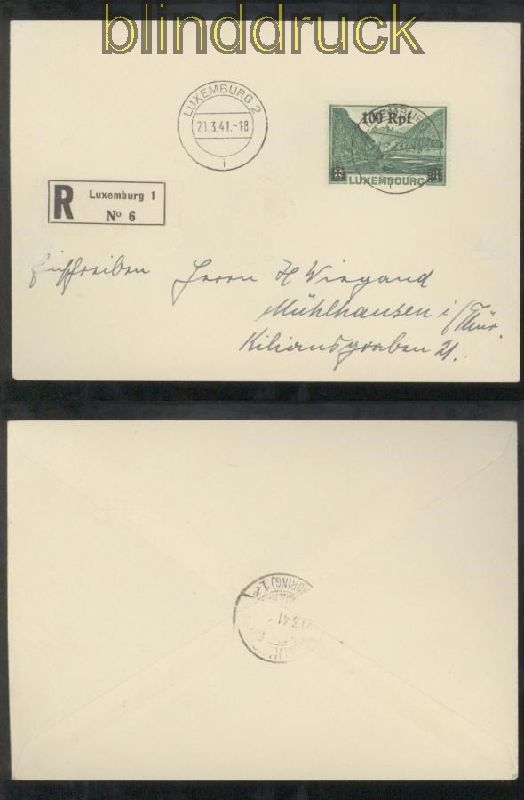 blinddruck
LUXEMBURG 2
21.3.41.-18
1
100 Rpf
LUXEMBOURG
R Luxemburg 1
Nº 6
Einschreiben Herrn H Wiegand
Mühlhausen i/Thür.
Kiliansgraben 21.